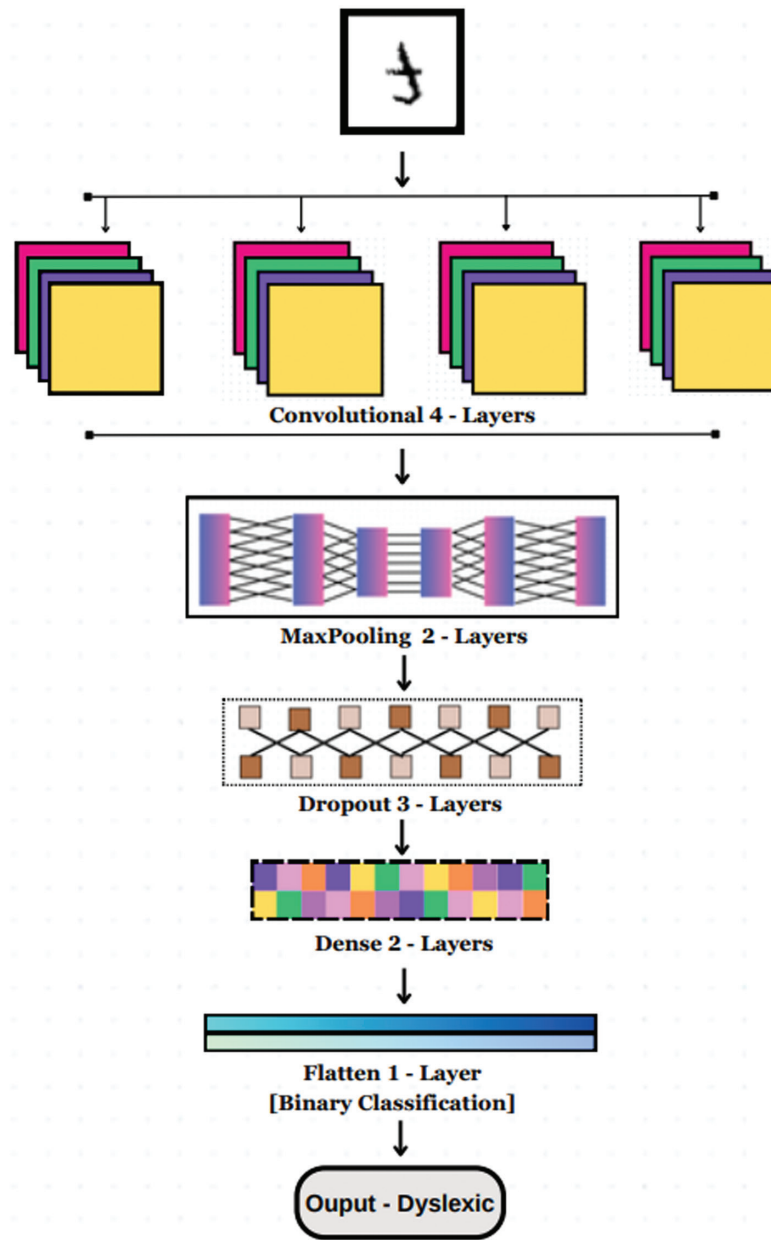 Convolutional 4 - Layers
MaxPooling 2 - Layers
Dropout 3 - Layers
Dense 2 - Layers
Flatten 1 - Layer
[Binary Classification]
Ouput - Dyslexic